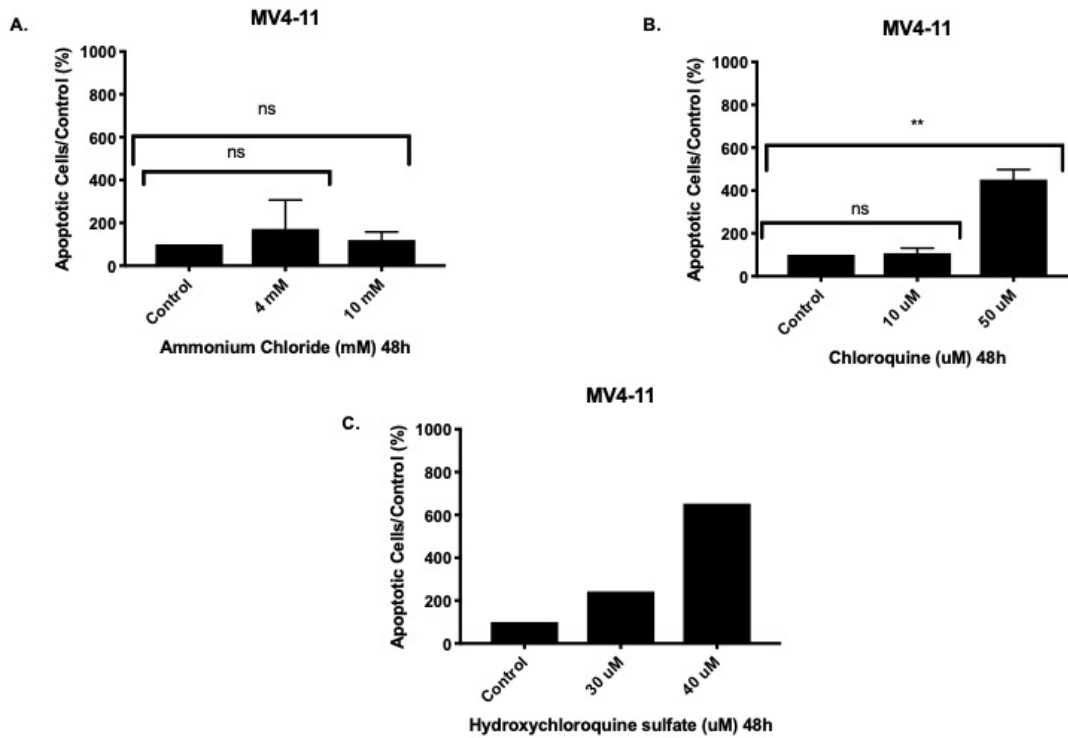 A.
MV4-11
Apoptotic Cells/Control (%)
1000
800
600
400
200
0
ns
ns
Control
4 mM
10 mM
Ammonium Chloride (mM) 48h
B.
MV4-11
Apoptotic Cells/Control (%)
1000
800
600
400
200
0
**
ns
Control
10 uM
50 uM
Chloroquine (uM) 48h
C.
MV4-11
Apoptotic Cells/Control (%)
1000
800
600
400
200
0
Control
30 uM
40 uM
Hydroxychloroquine sulfate (uM) 48h